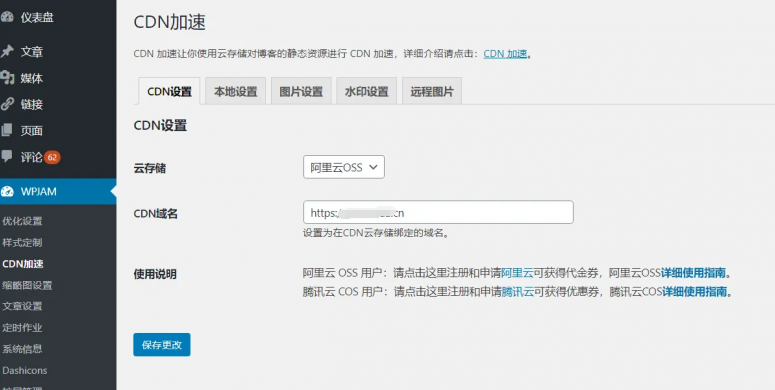 仪表盘
文章
媒体
链接
页面
评论 62
WPJAM
优化设置
样式定制
CDN加速
缩略图设置
文章设置
定时作业
系统信息
Dashicons
CDN加速
CDN 加速让你使用云存储对博客的静态资源进行 CDN 加速，详细介绍请点击：CDN 加速。
CDN设置 本地设置 图片设置 水印设置 远程图片
CDN设置
云存储 阿里云OSS
CDN域名 https:/ .cn
设置为在CDN云存储绑定的域名。
使用说明 阿里云 OSS 用户：请点击这里注册和申请阿里云可获得代金券，阿里云OSS详细使用指南。
腾讯云 COS 用户：请点击这里注册和申请腾讯云可获得优惠券，腾讯云COS详细使用指南。
保存更改